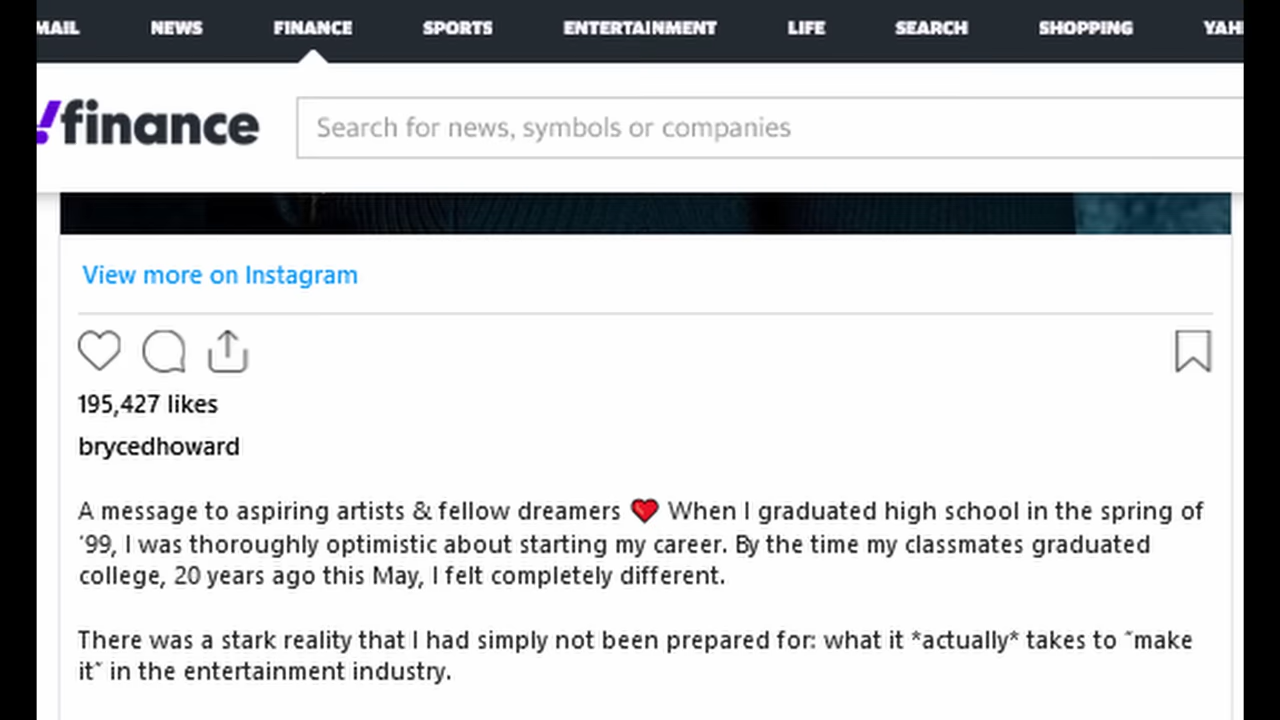 MAIL NEWS FINANCE SPORTS ENTERTAINMENT LIFE SEARCH SHOPPING
!finance Search for news, symbols or companies
View more on Instagram
195,427 likes
brycedhoward
A message to aspiring artists & fellow dreamers ❤️ When I graduated high school in the spring of
'99, I was thoroughly optimistic about starting my career. By the time my classmates graduated
college, 20 years ago this May, I felt completely different.
There was a stark reality that I had simply not been prepared for: what it *actually* takes to "make
it" in the entertainment industry.